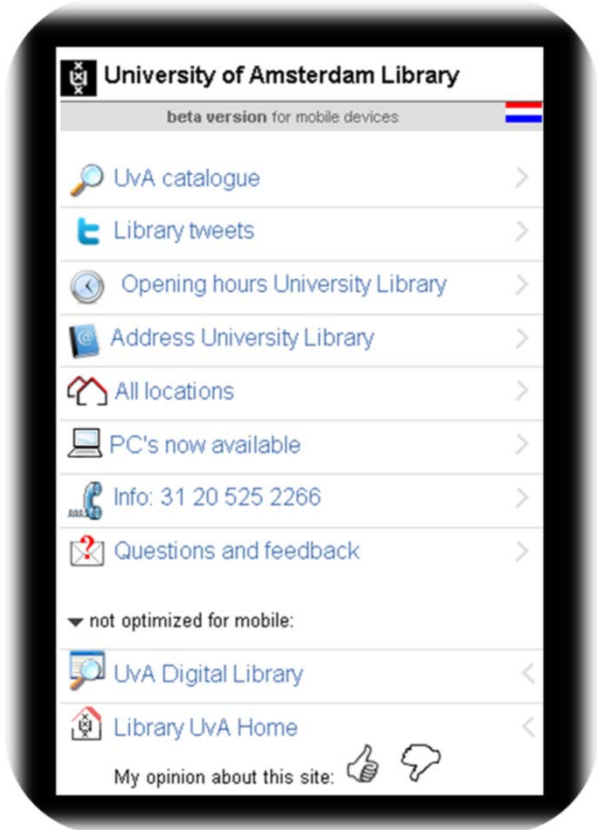 University of Amsterdam Library
beta version for mobile devices
UvA catalogue
Library tweets
Opening hours University Library
Address University Library
All locations
PC's now available
Info: 31 20 525 2266
Questions and feedback
not optimized for mobile:
UvA Digital Library
Library UvA Home
My opinion about this site: